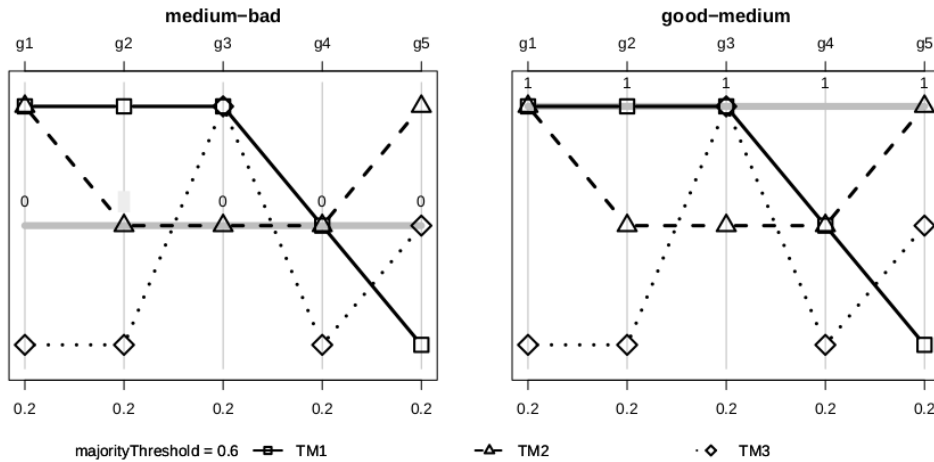 medium−bad good−medium
g1 g2 g3 g4 g5 g1 g2 g3 g4 g5
1 1 1 1 1
0 0 0 0
0.2 0.2 0.2 0.2 0.2 0.2 0.2 0.2 0.2 0.2
majorityThreshold = 0.6 TM1 TM2 TM3